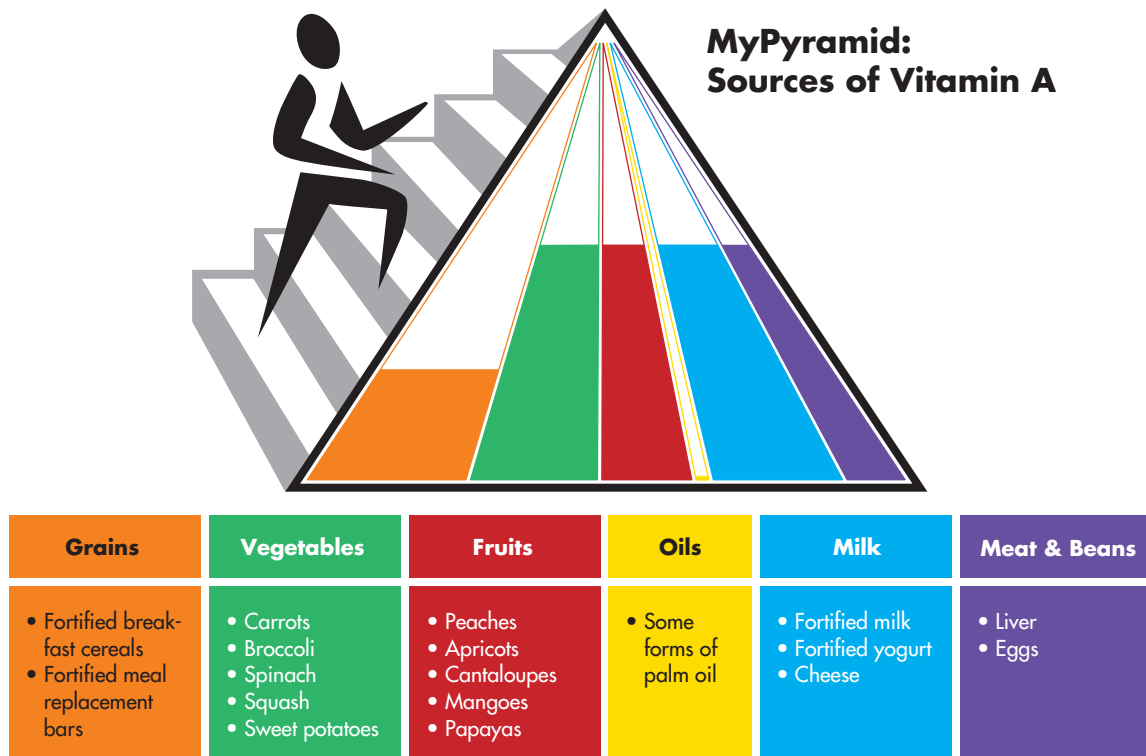 MyPyramid:
Sources of Vitamin A
Grains
Vegetables
Fruits
Oils
Milk
Meat & Beans
• Fortified break-
fast cereals
• Fortified meal
replacement
bars
• Carrots
• Broccoli
• Spinach
• Squash
• Sweet potatoes
• Peaches
• Apricots
• Cantaloupes
• Mangoes
• Papayas
• Some
forms of
palm oil
• Fortified milk
• Fortified yogurt
• Cheese
• Liver
• Eggs